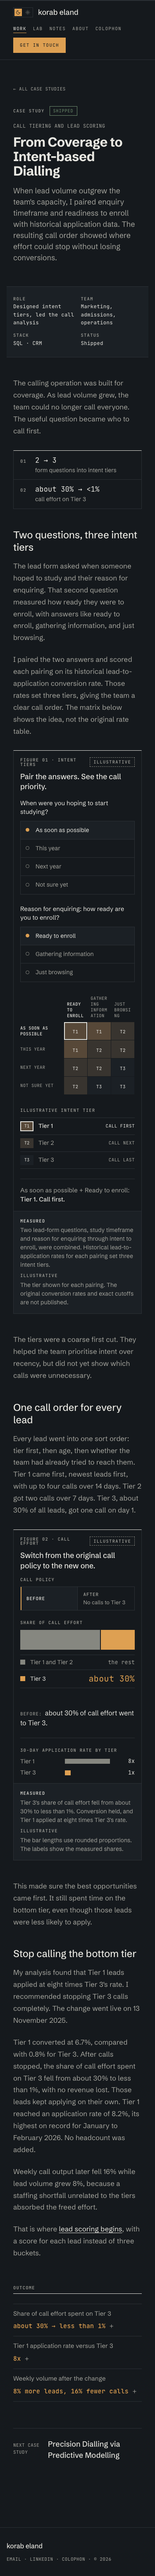 korab eland
WORK LAB NOTES ABOUT COLOPHON
GET IN TOUCH
← ALL CASE STUDIES
CASE STUDY SHIPPED
CALL TIERING AND LEAD SCORING
From Coverage to
Intent-based
Dialling
When lead volume outgrew the
team's capacity, I paired enquiry
timeframe and readiness to enrol
with historical application data. The
resulting call order showed where
effort could stop without losing
conversions.
ROLE
Designed intent
tiers, led the call
analysis
TEAM
Marketing,
admissions,
operations
STACK
SQL · CRM
STATUS
Shipped
The calling operation was built for
coverage. As lead volume grew, the
team could no longer call everyone.
The useful question became who to
call first.
01 2 → 3
form questions into intent tiers
02 about 30% → <1%
call effort on Tier 3
Two questions, three intent
tiers
The lead form asked when someone
hoped to study and the reason for
enquiring. That second question
measured how ready they were to
enroll, with answers like ready to
enroll, gathering information, and just
browsing.
I paired the two answers and scored
each pairing on its historical lead-to-
application conversion rate. Those
rates set three tiers, giving the team a
clear call order. The matrix below
shows the idea, not the original rate
table.
FIGURE 01 · INTENT
TIERS
ILLUSTRATIVE
Pair the answers. See the call
priority.
When were you hoping to start
studying?
As soon as possible
This year
Next year
Not sure yet
Reason for enquiring: how ready are
you to enroll?
Ready to enroll
Gathering information
Just browsing
READY
TO
ENROLL
GATHER
ING
INFORM
ATION
JUST
BROWSI
NG
AS SOON AS
POSSIBLE
T1 T1 T2
THIS YEAR T1 T2 T2
NEXT YEAR T2 T2 T3
NOT SURE YET T2 T3 T3
ILLUSTRATIVE INTENT TIER
T1 Tier 1 CALL FIRST
T2 Tier 2 CALL NEXT
T3 Tier 3 CALL LAST
As soon as possible + Ready to enroll:
Tier 1. Call first.
MEASURED
Two lead-form questions, study timeframe
and reason for enquiring through intent to
enroll, were combined. Historical lead-to-
application rates for each pairing set three
intent tiers.
ILLUSTRATIVE
The tier shown for each pairing. The
original conversion rates and exact cutoffs
are not published.
The tiers were a coarse first cut. They
helped the team prioritise intent over
recency, but did not yet show which
calls were unnecessary.
One call order for every
lead
Every lead went into one sort order:
tier first, then age, then whether the
team had already tried to reach them.
Tier 1 came first, newest leads first,
with up to four calls over 14 days. Tier 2
got two calls over 7 days. Tier 3, about
30% of all leads, got one call on day 1.
FIGURE 02 · CALL
EFFORT
ILLUSTRATIVE
Switch from the original call
policy to the new one.
CALL POLICY
BEFORE
AFTER
No calls to Tier 3
SHARE OF CALL EFFORT
Tier 1 and Tier 2 the rest
Tier 3 about 30%
BEFORE: about 30% of call effort went
to Tier 3.
30-DAY APPLICATION RATE BY TIER
Tier 1 8x
Tier 3 1x
MEASURED
Tier 3's share of call effort fell from about
30% to less than 1%. Conversion held, and
Tier 1 applied at eight times Tier 3's rate.
ILLUSTRATIVE
The bar lengths use rounded proportions.
The labels show the measured shares.
This made sure the best opportunities
came first. It still spent time on the
bottom tier, even though those leads
were less likely to apply.
Stop calling the bottom tier
My analysis found that Tier 1 leads
applied at eight times Tier 3's rate. I
recommended stopping Tier 3 calls
completely. The change went live on 13
November 2025.
Tier 1 converted at 6.7%, compared
with 0.8% for Tier 3. After calls
stopped, the share of call effort spent
on Tier 3 fell from about 30% to less
than 1%, with no revenue lost. Those
leads kept applying on their own. Tier 1
reached an application rate of 8.2%, its
highest on record for January to
February 2026. No headcount was
added.
Weekly call output later fell 16% while
lead volume grew 8%, because a
staffing shortfall unrelated to the tiers
absorbed the freed effort.
That is where lead scoring begins, with
a score for each lead instead of three
buckets.
OUTCOME
Share of call effort spent on Tier 3
about 30% → less than 1% +
Tier 1 application rate versus Tier 3
8x +
Weekly volume after the change
8% more leads, 16% fewer calls +
NEXT CASE
STUDY
Precision Dialling via
Predictive Modelling
korab eland
EMAIL · LINKEDIN · COLOPHON · © 2026